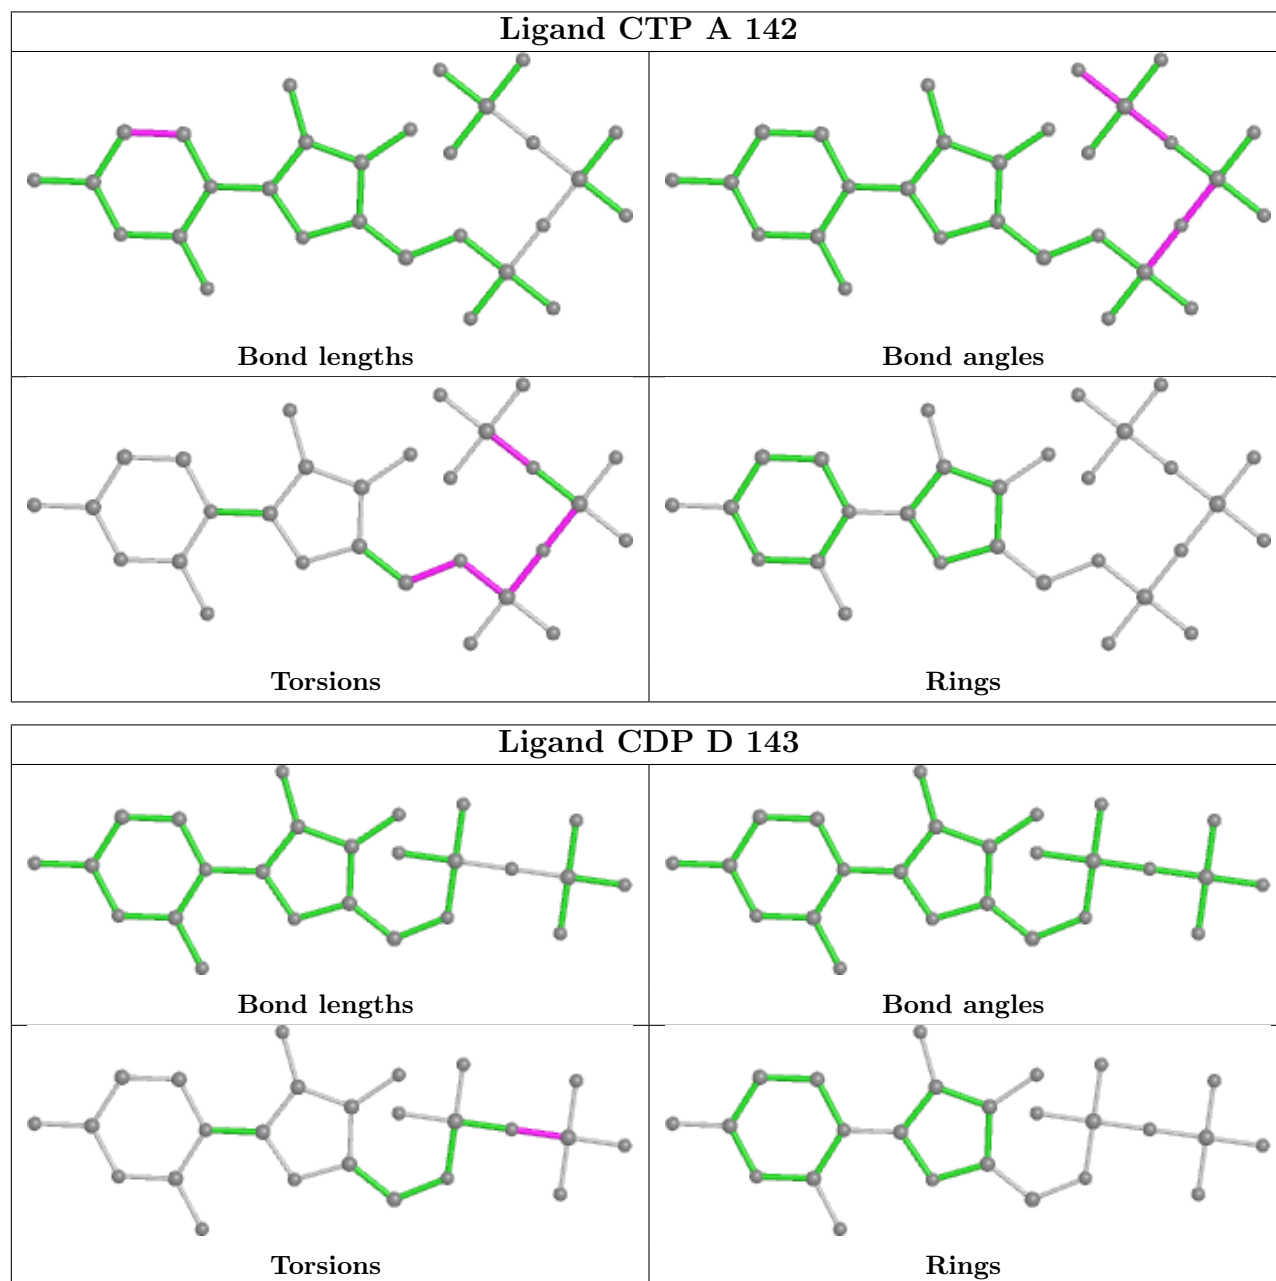 Ligand CTP A 142
Bond lengths
Bond angles
Torsions
Rings
Ligand CDP D 143
Bond lengths
Bond angles
Torsions
Rings